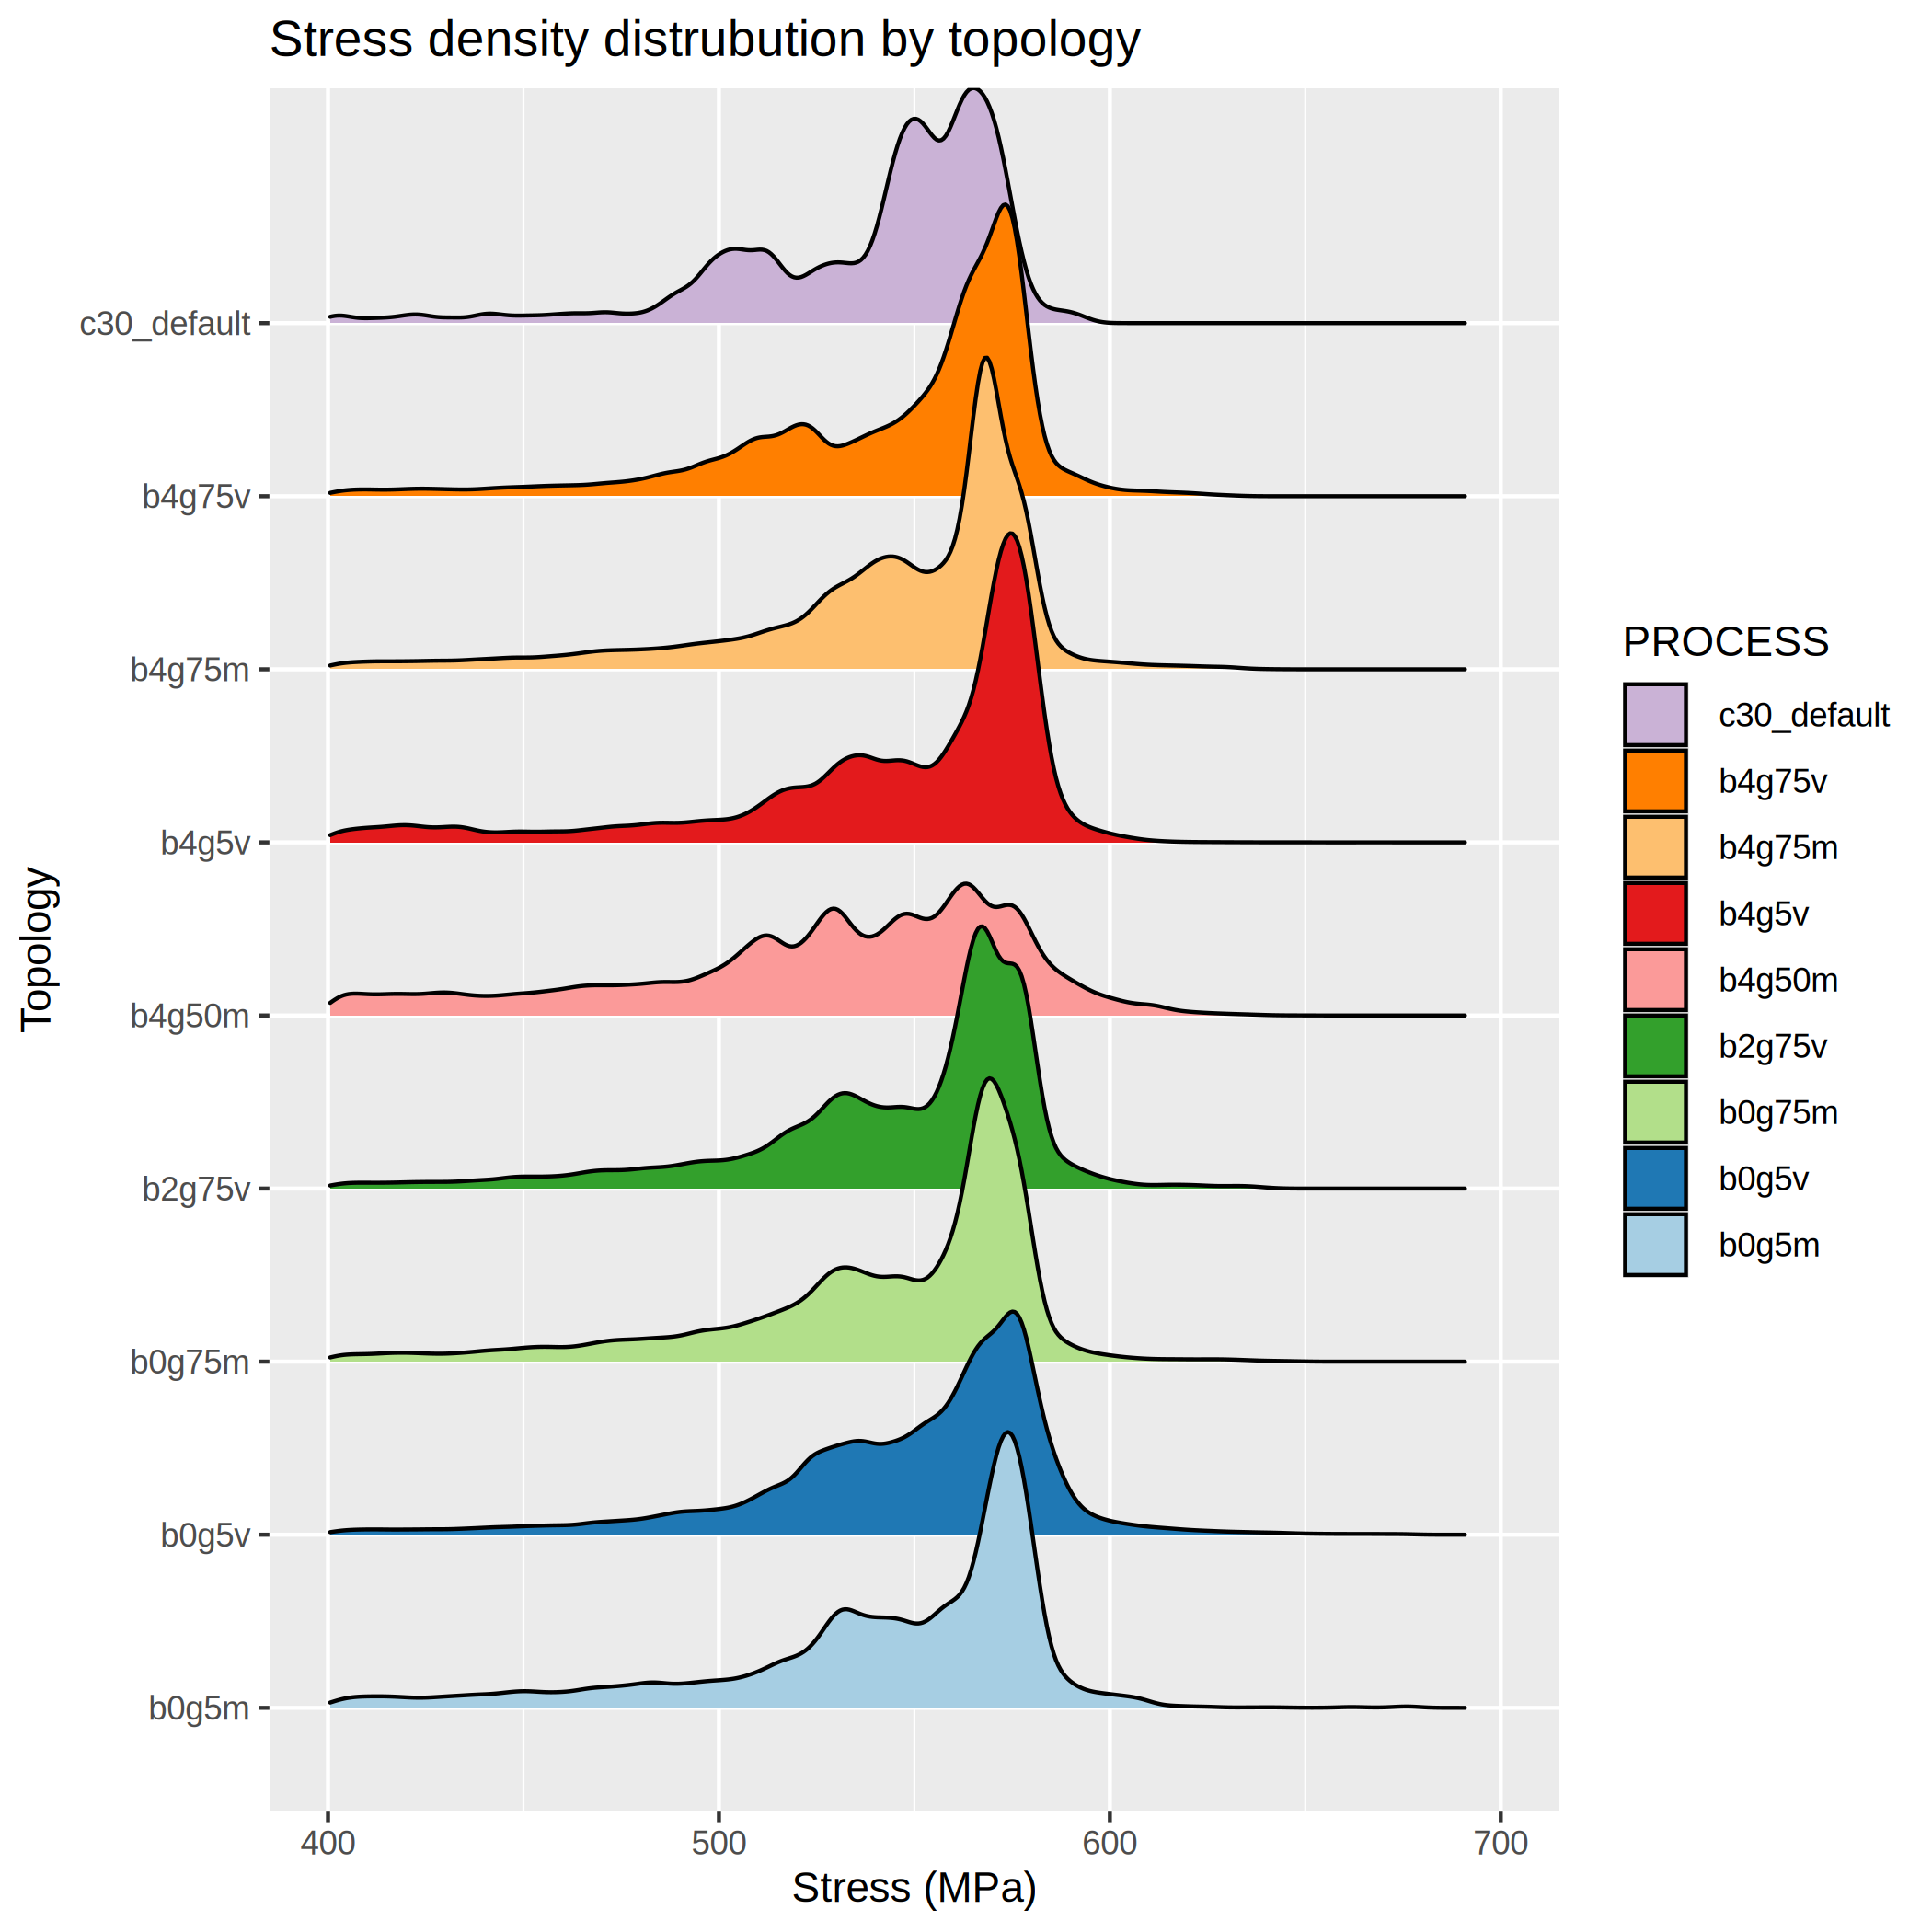 Stress density distrubution by topology
c30_default
b4g75v
b4g75m
b4g5v
b4g50m
b2g75v
b0g75m
b0g5v
b0g5m
Topology
400
500
600
700
Stress (MPa)
PROCESS
c30_default
b4g75v
b4g75m
b4g5v
b4g50m
b2g75v
b0g75m
b0g5v
b0g5m